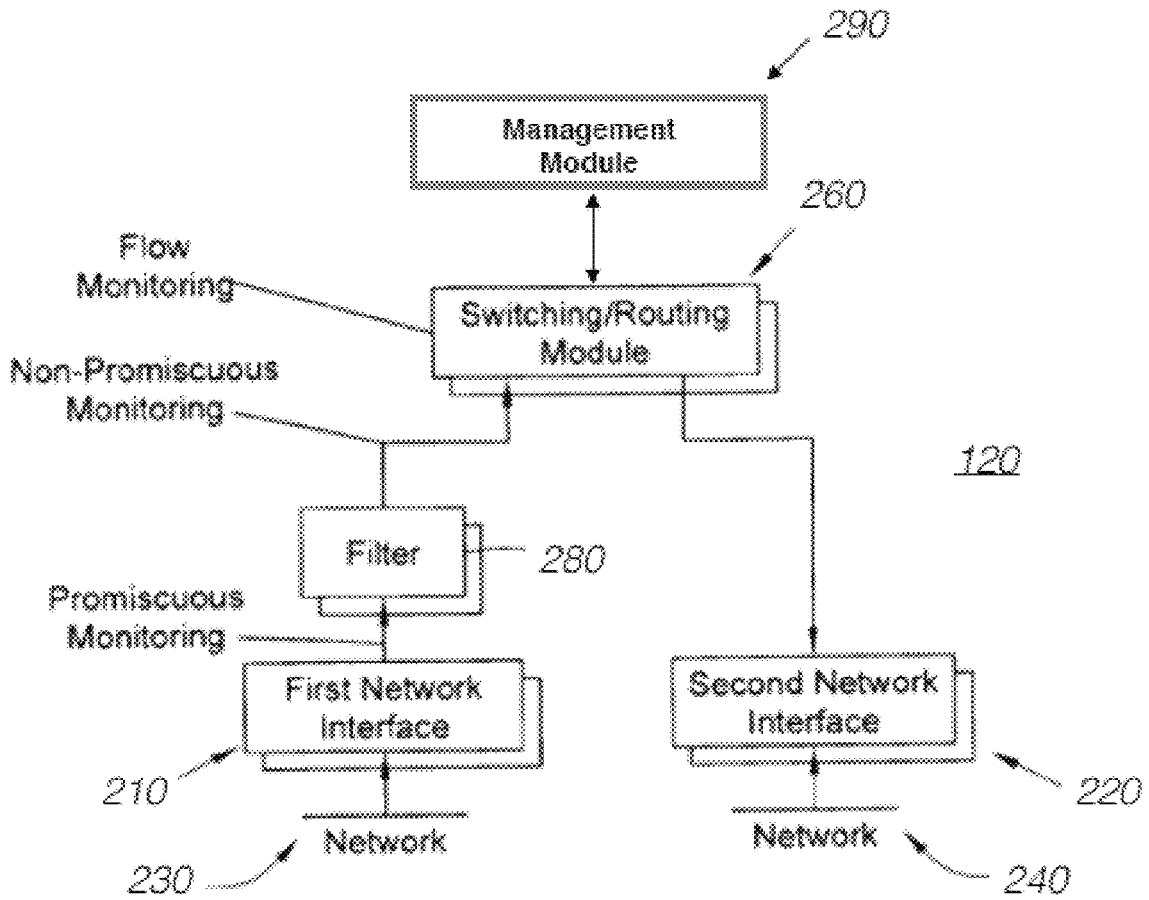 290
Management
Module
260
Flow
Monitoring
Switching/Routing
Module
Non-Promiscuous
Monitoring
120
Filter
280
Promiscuous
Monitoring
First Network
Interface
Second Network
Interface
210
220
Network
Network
230
240